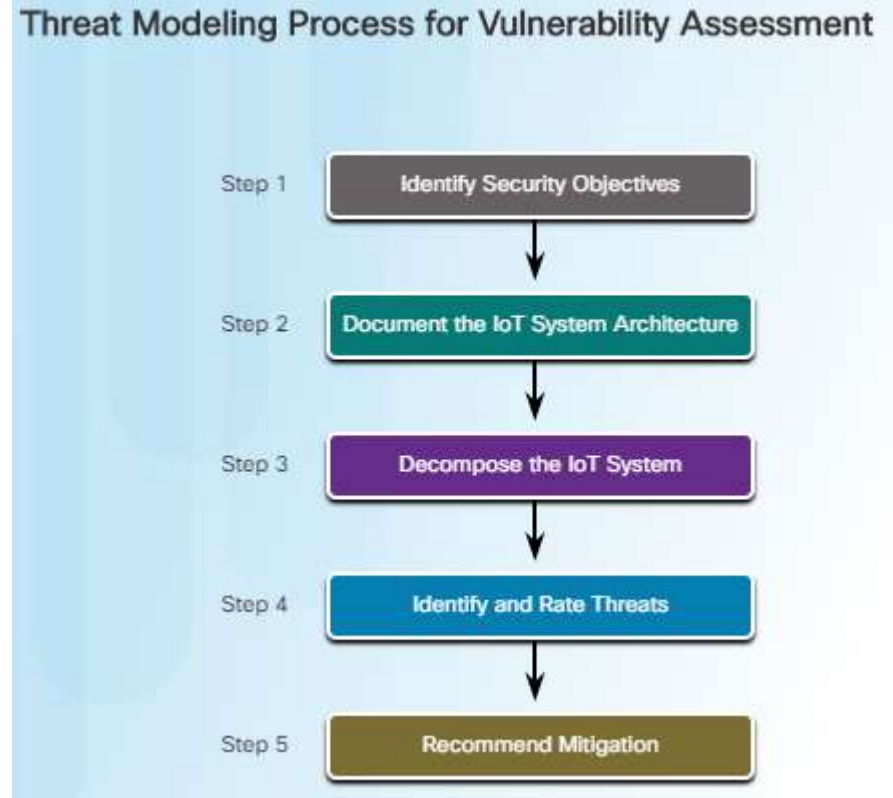 Threat Modeling Process for Vulnerability Assessment
Step 1
Identify Security Objectives
Step 2
Document the IoT System Architecture
Step 3
Decompose the IoT System
Step 4
Identify and Rate Threats
Step 5
Recommend Mitigation